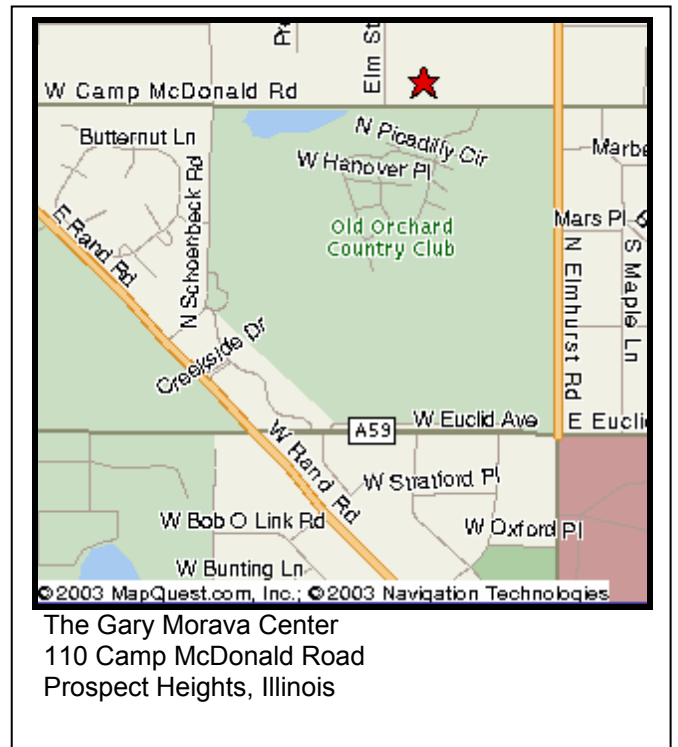 Elm St
W Camp McDonald Rd
Butternut Ln
N Picadilly Cir
W Hanover Pl
Marbe
N Schoenbeck Rd
Old Orchard
Country Club
Mars Pl
E Rand Rd
N Elmhurst Rd
S Maple Ln
Creekside Dr
W Euclid Ave
E Eucli
A59
W Rand Rd
W Stratford Pl
W Bob O Link Rd
W Oxford Pl
W Bunting Ln
©2003 MapQuest.com, Inc.; ©2003 Navigation Technologies
The Gary Morava Center
110 Camp McDonald Road
Prospect Heights, Illinois